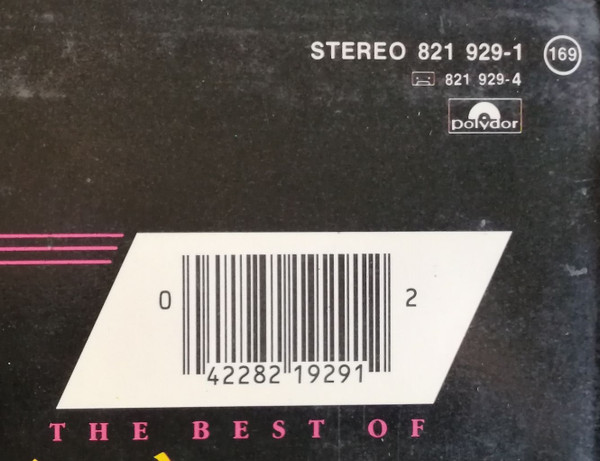 STEREO 821 929-1 169
821 929-4
polydor
0 42282 19291 2
THE BEST OF